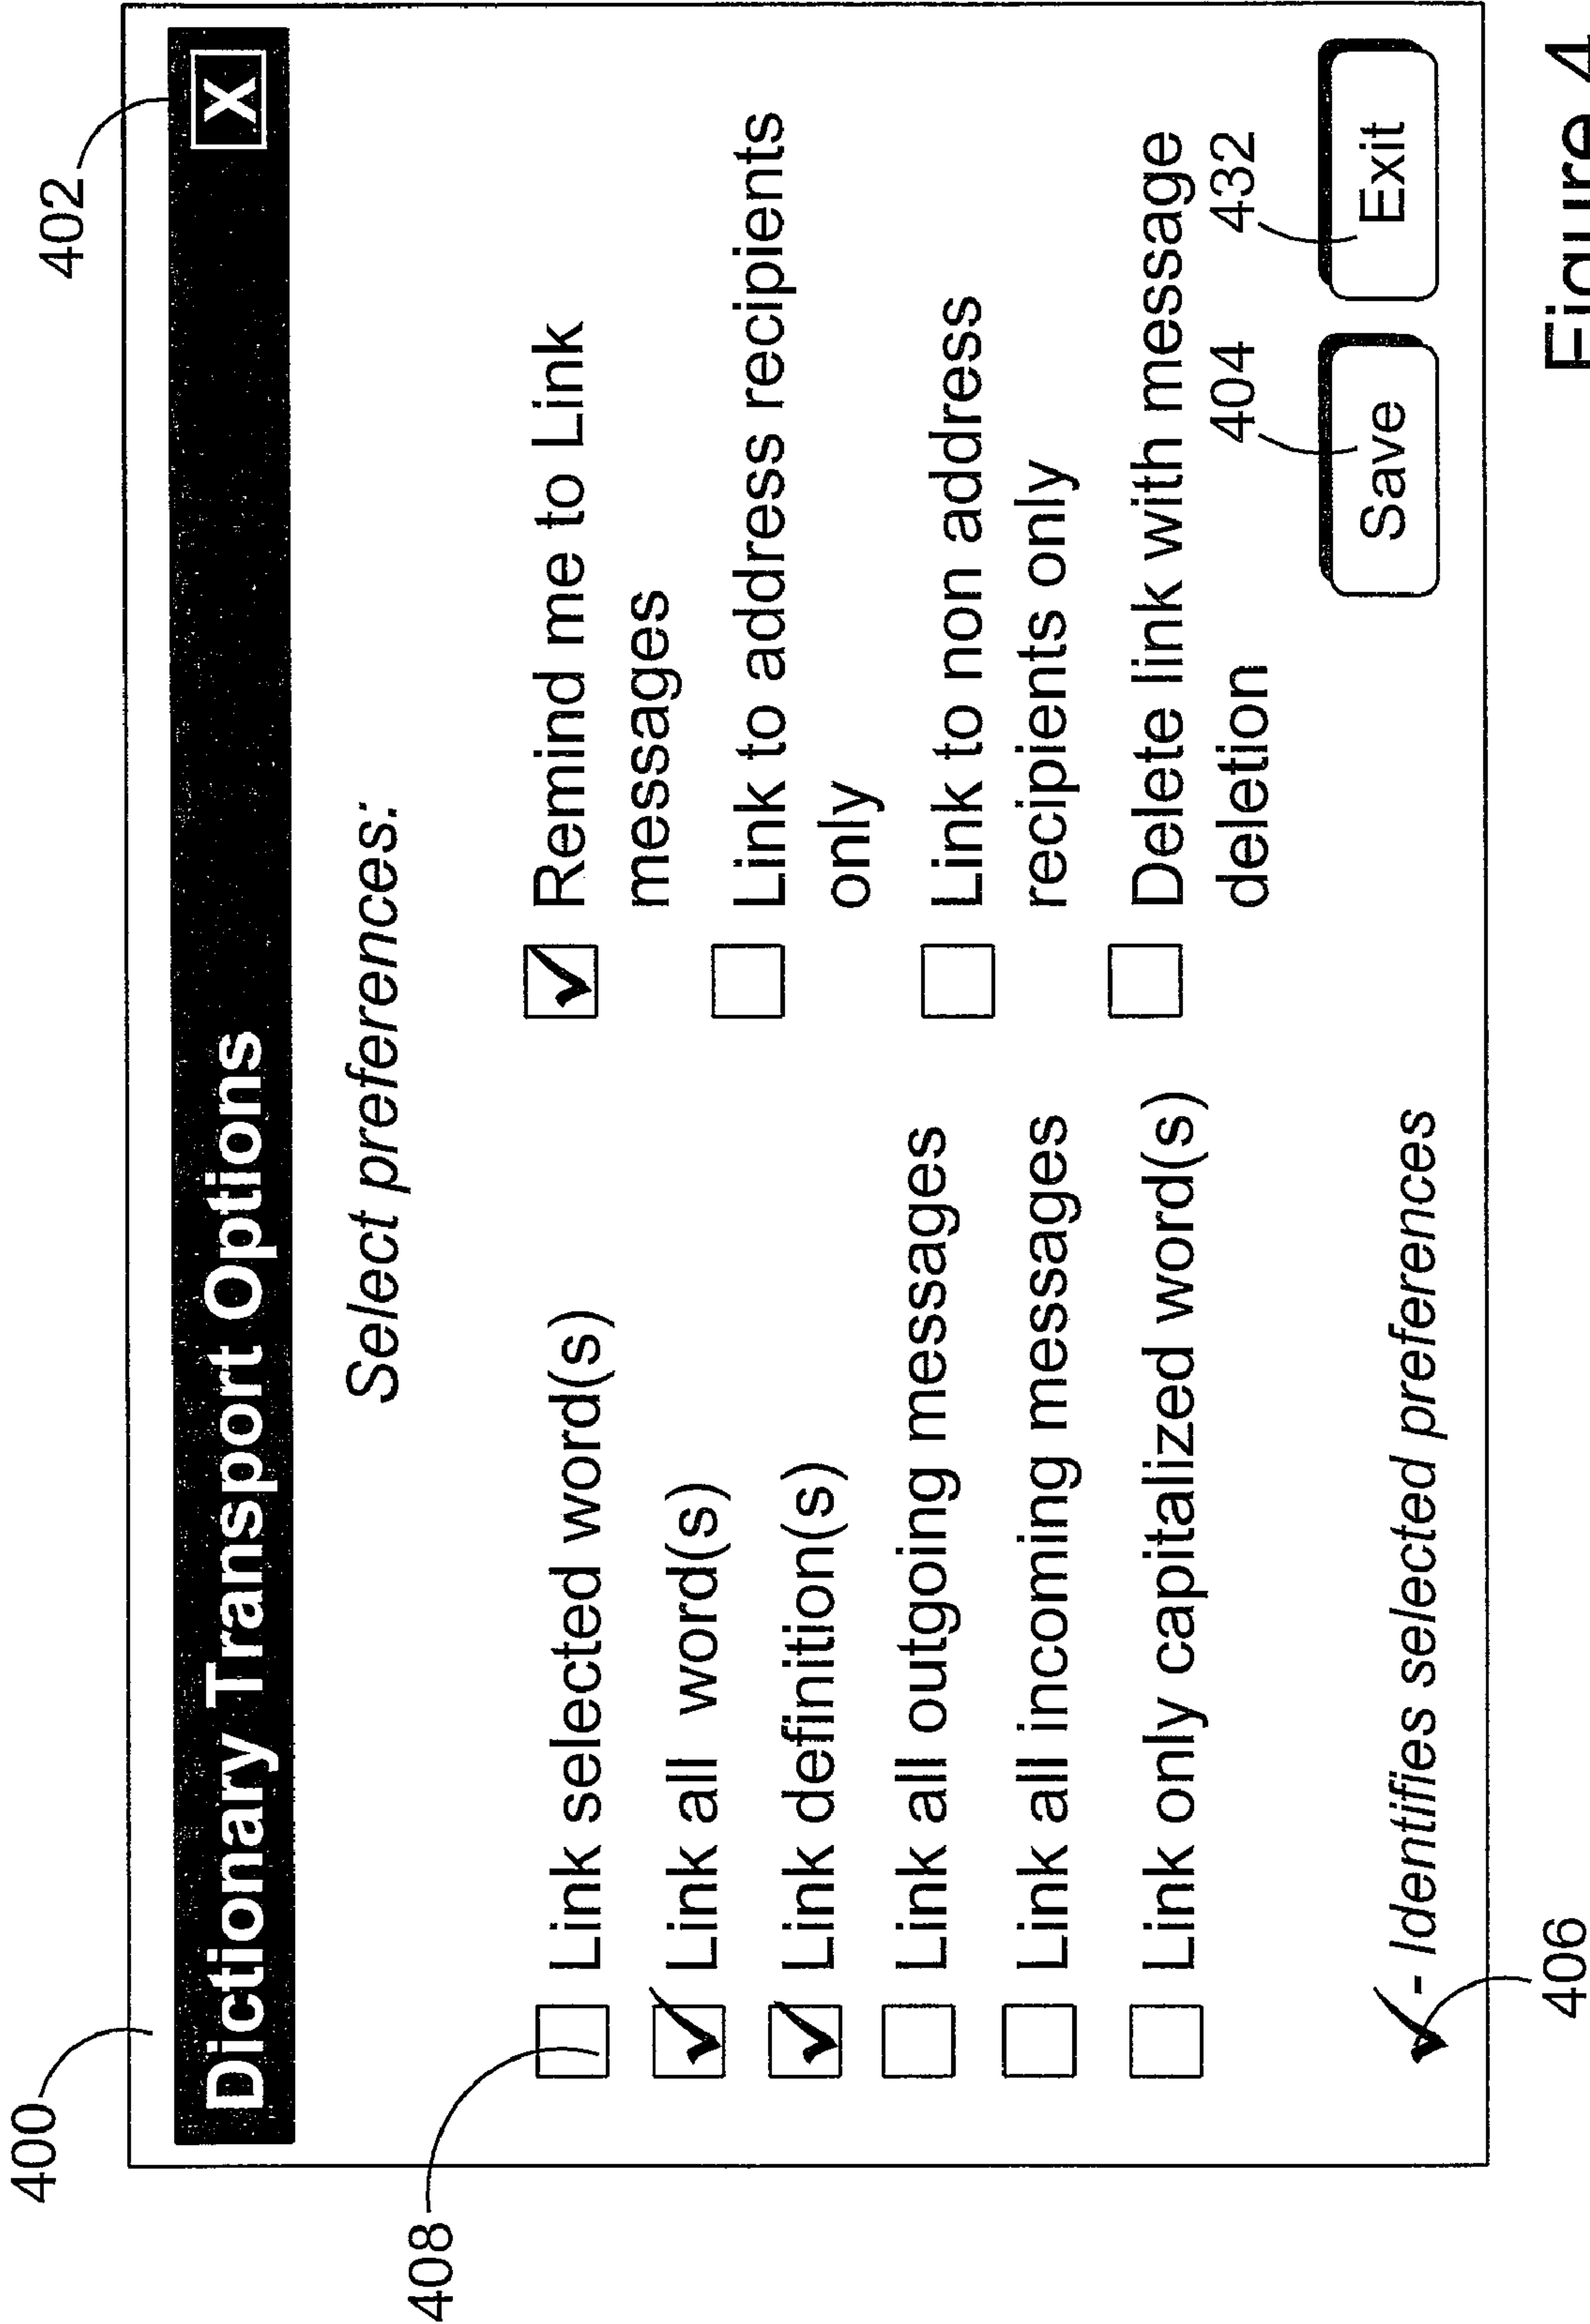 400
402
Dictionary Transport Options X
Select preferences:
408
Link selected word(s)
Link all word(s)
Link definition(s)
Link all outgoing messages
Link all incoming messages
Link only capitalized word(s)
Remind me to Link
messages
Link to address recipients
only
Link to non address
recipients only
Delete link with message
deletion
404
432
✓ - Identifies selected preferences
Save
Exit
406
Figure 4